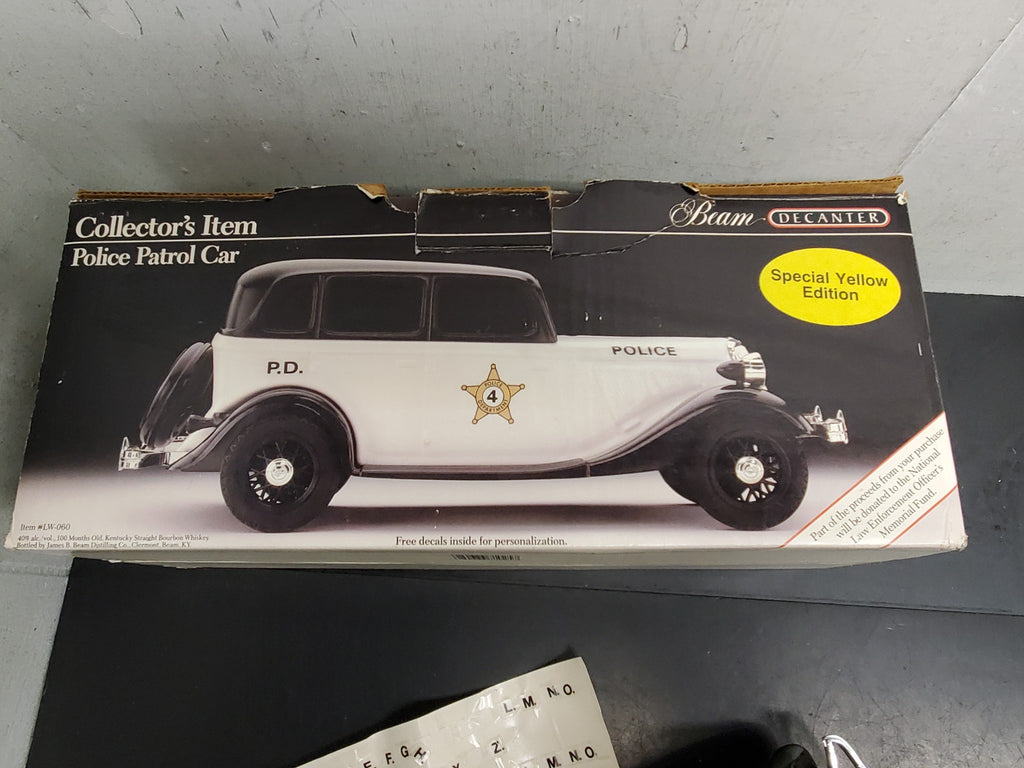 Collector's Item
Police Patrol Car
Beam DECANTER
Special Yellow
Edition
P.D.
POLICE
POLICE
4
DEPARTMENT
Part of the proceeds from your purchase
will be donated to the National
Law Enforcement Officer's
Memorial Fund.
Item #LW-060
40% alc./vol., 100 Months Old, Kentucky Straight Bourbon Whiskey.
Bottled by James B. Beam Distilling Co., Clermont, Beam, KY.
Free decals inside for personalization.
L. M. N. O.
E. F. G. H.
Z.
M. N. O.